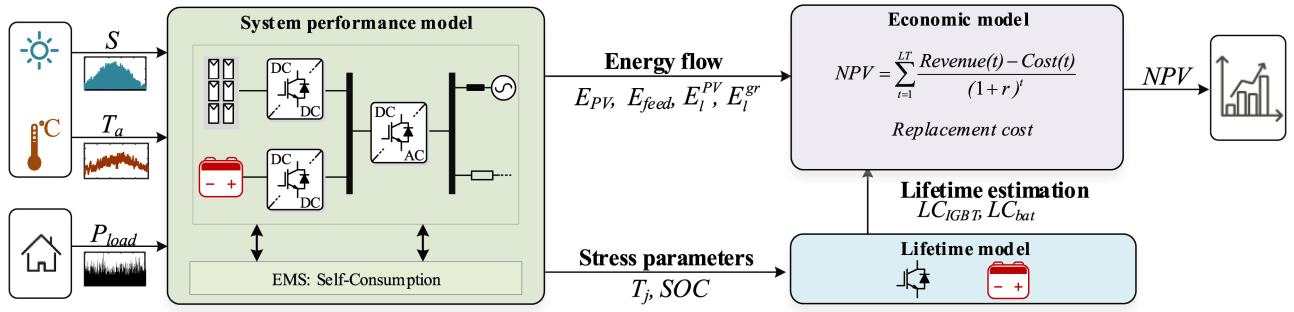 S
°C
T_a
P_load
System performance model
DC
DC
DC
AC
DC
DC
− +
EMS: Self-Consumption
Energy flow
E_PV, E_feed, E_l^PV, E_l^gr
Stress parameters
T_j, SOC
Economic model
NPV = ∑_{t=1}^{LT} (Revenue(t) − Cost(t)) / (1+r)^t
Replacement cost
Lifetime estimation
LC_IGBT, LC_bat
Lifetime model
− +
NPV